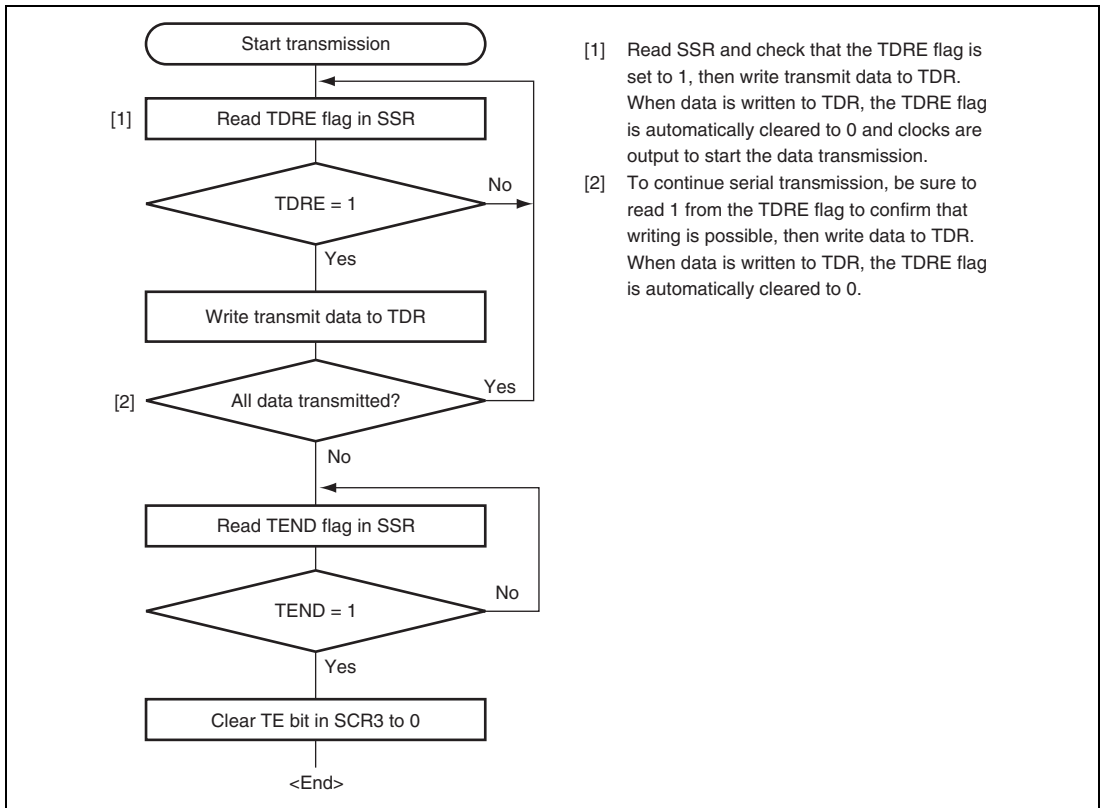 Start transmission
[1] Read TDRE flag in SSR
TDRE = 1
No
Yes
Write transmit data to TDR
[2] All data transmitted?
Yes
No
Read TEND flag in SSR
TEND = 1
No
Yes
Clear TE bit in SCR3 to 0
<End>
[1] Read SSR and check that the TDRE flag is
set to 1, then write transmit data to TDR.
When data is written to TDR, the TDRE flag
is automatically cleared to 0 and clocks are
output to start the data transmission.
[2] To continue serial transmission, be sure to
read 1 from the TDRE flag to confirm that
writing is possible, then write data to TDR.
When data is written to TDR, the TDRE flag
is automatically cleared to 0.